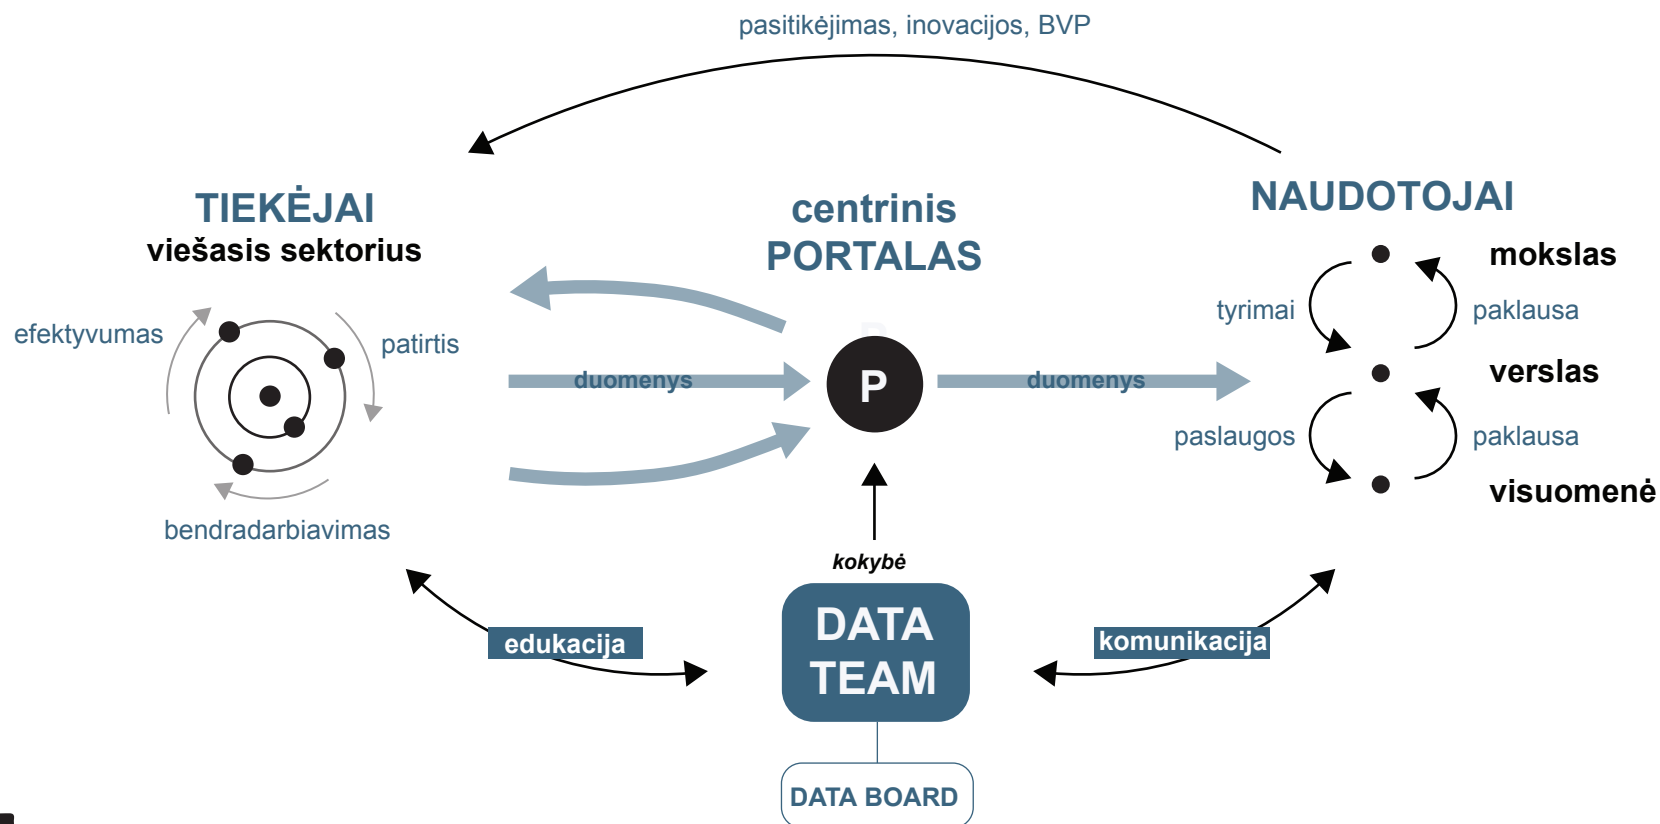 pasitikėjimas, inovacijos, BVP
TIEKĖJAI
viešasis sektorius
centrinis
PORTALAS
NAUDOTOJAI
efektyvumas
patirtis
bendradarbiavimas
duomenys
P
P
duomenys
mokslas
tyrimai
paklausa
verslas
paslaugos
paklausa
visuomenė
kokybė
edukacija
DATA
TEAM
komunikacija
DATA BOARD